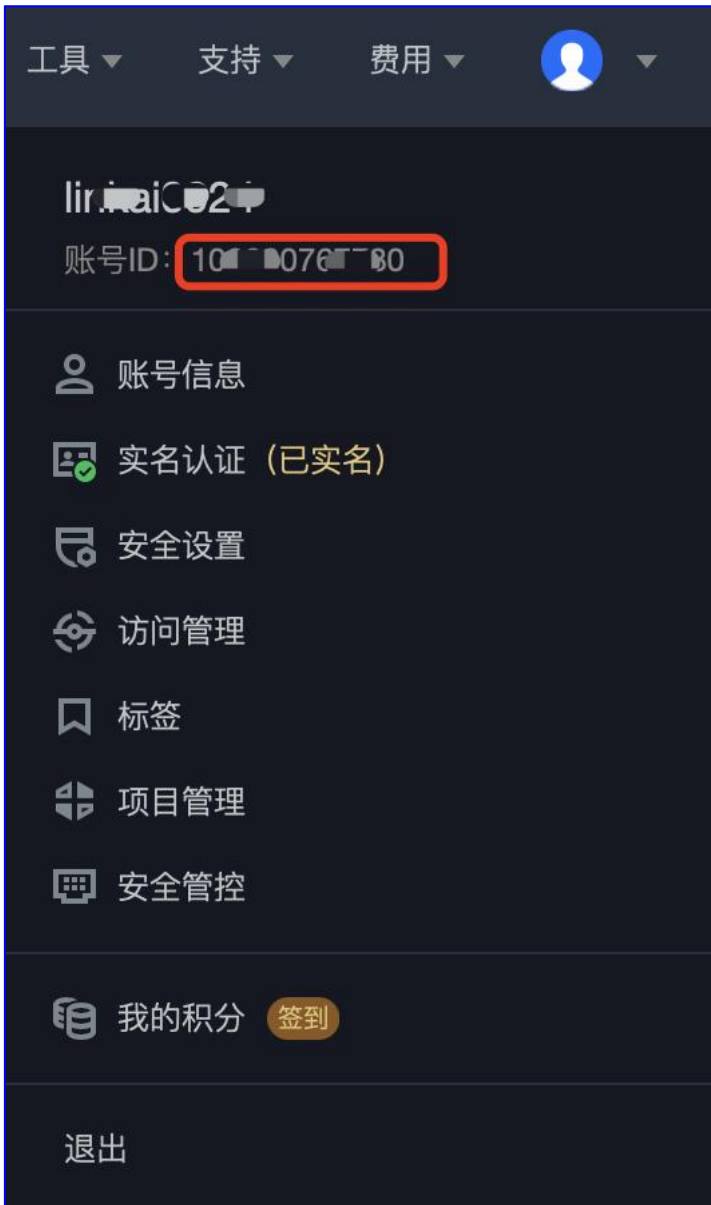 工具 支持 费用
账号ID:
账号信息
实名认证（已实名）
安全设置
访问管理
标签
项目管理
安全管控
我的积分 签到
退出